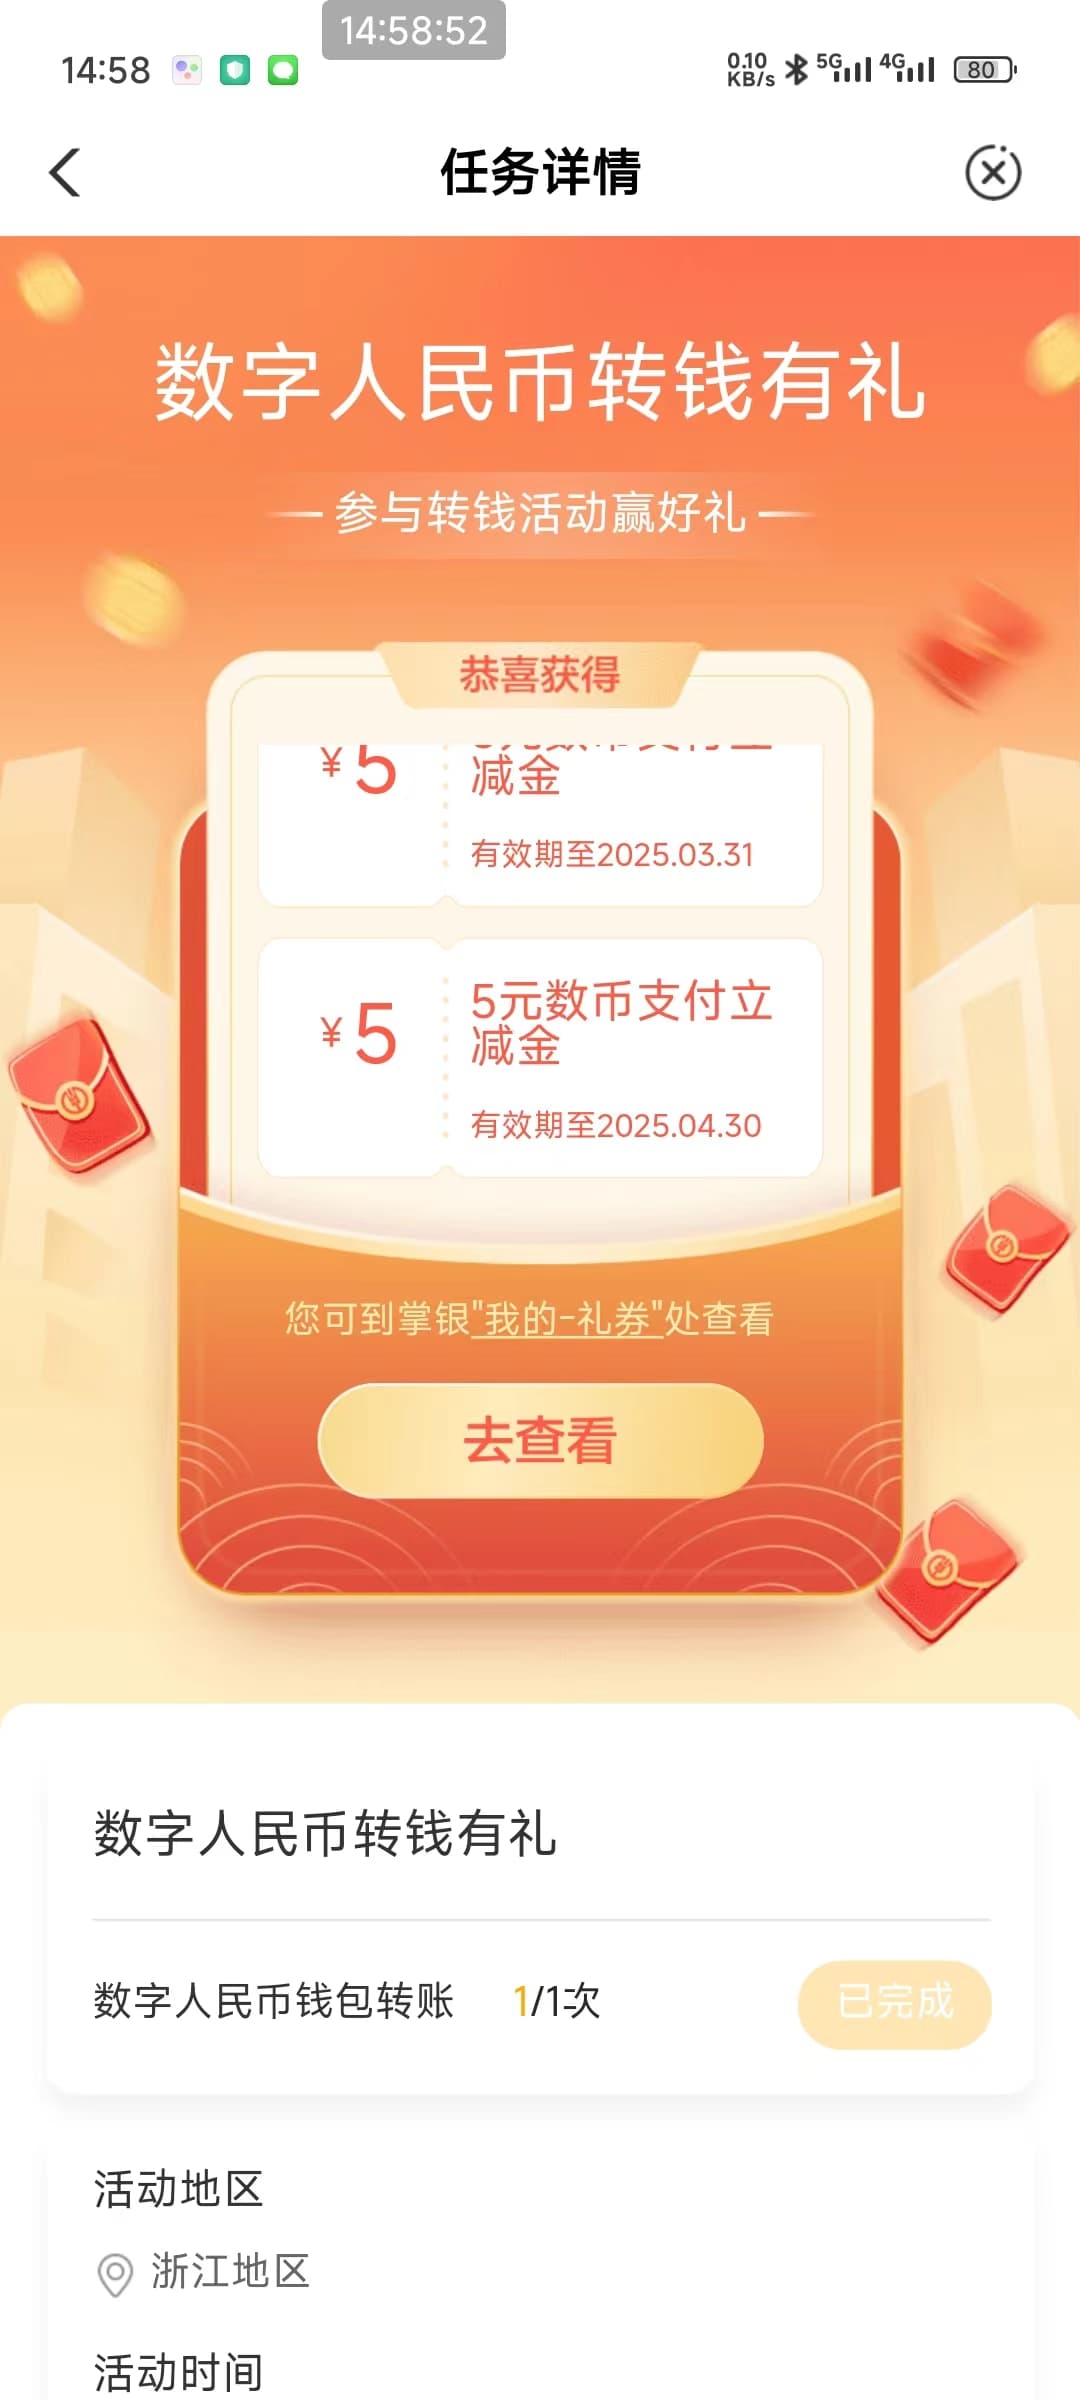 14:58:52
14:58
0.10
KB/s
5G
4G
80
任务详情
数字人民币转钱有礼
参与转钱活动赢好礼
恭喜获得
¥5
减金
有效期至2025.03.31
¥5
5元数币支付立
减金
有效期至2025.04.30
您可到掌银"我的-礼券"处查看
去查看
数字人民币转钱有礼
数字人民币钱包转账 1/1次 已完成
活动地区
浙江地区
活动时间